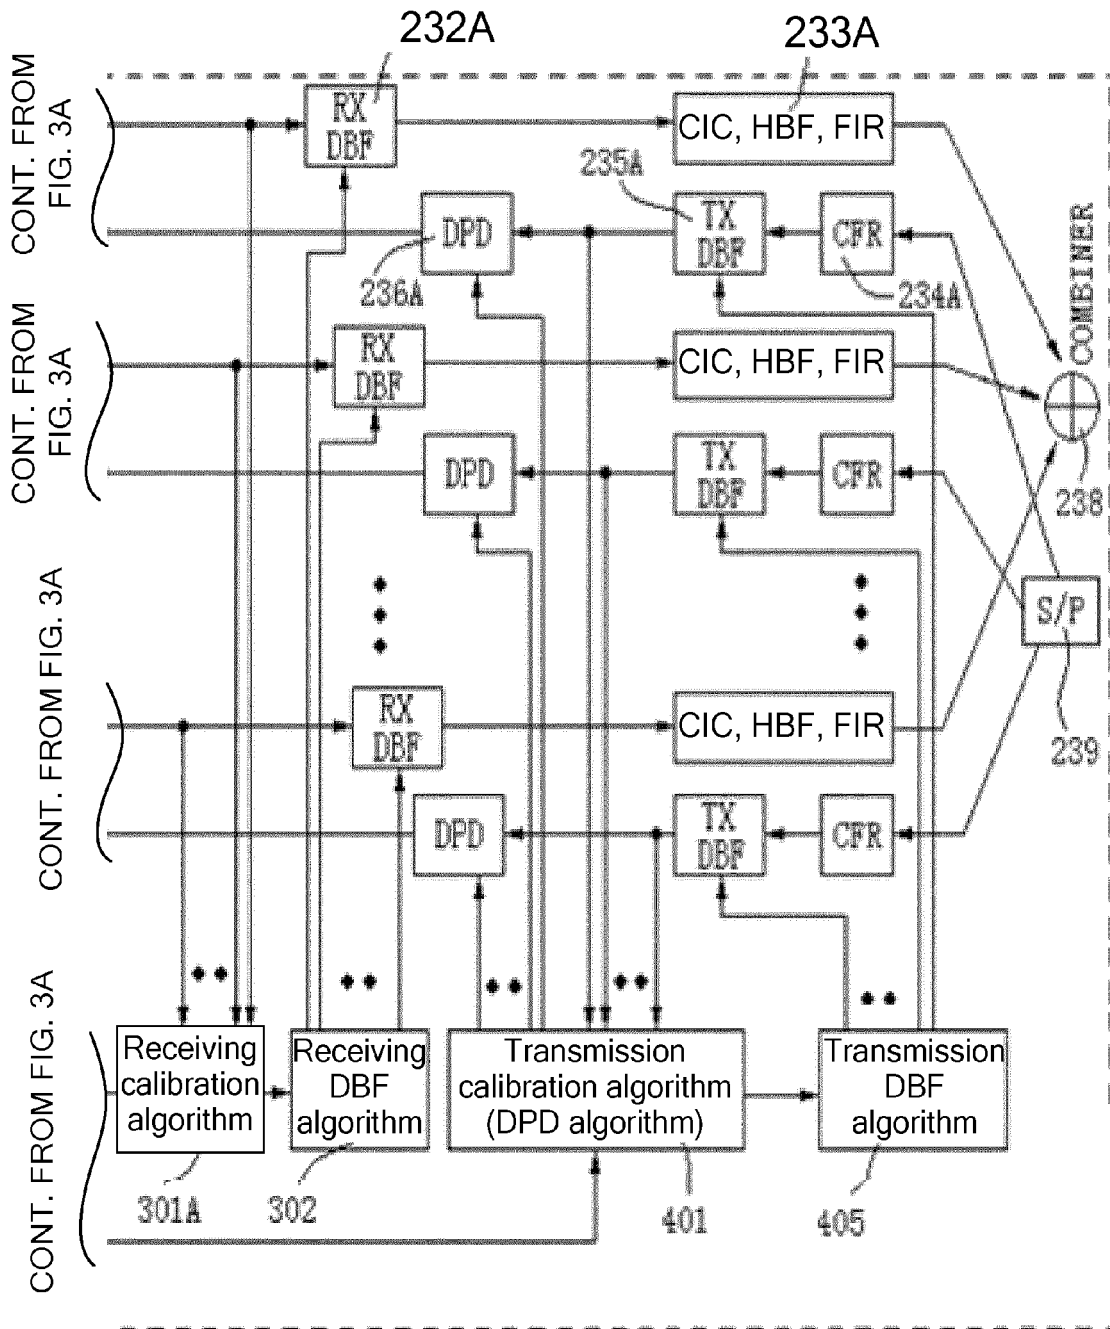 232A
233A
CONT. FROM
FIG. 3A
RX
DBF
CIC, HBF, FIR
235A
DPD
TX
DBF
CFR
236A
234A
COMBINER
CONT. FROM
FIG. 3A
RX
DBF
CIC, HBF, FIR
DPD
TX
DBF
CFR
238
S/P
239
CONT. FROM FIG. 3A
RX
DBF
CIC, HBF, FIR
DPD
TX
DBF
CFR
CONT. FROM FIG. 3A
Receiving
calibration
algorithm
Receiving
DBF
algorithm
Transmission
calibration algorithm
(DPD algorithm)
Transmission
DBF
algorithm
301A
302
401
405